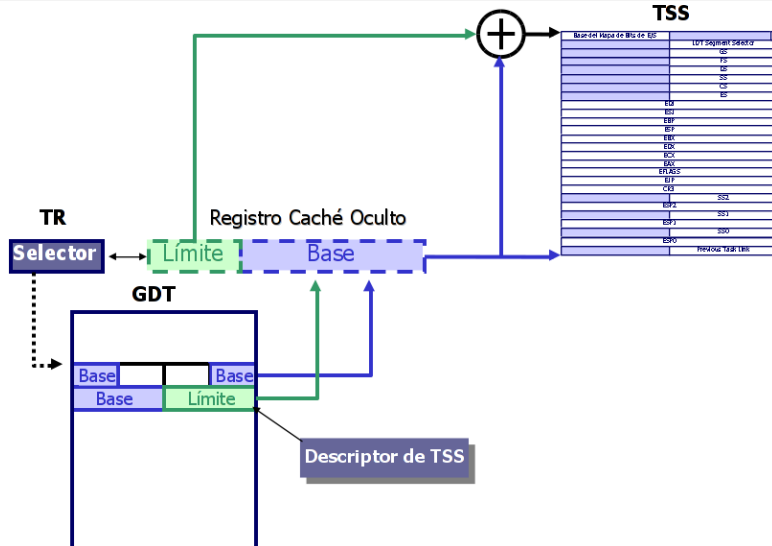 TSS
Base del Mapa de Bits de E/S
LDT Segment Selector
GS
FS
DS
SS
CS
ES
EDI
ESI
EBP
ESP
EBX
EDX
ECX
EAX
EFLAGS
EIP
CR3
SS2
ESP2
SS1
ESP1
SS0
ESP0
Previous Task Link
TR
Registro Caché Oculto
Selector
Límite
Base
GDT
Base
Base
Base
Límite
Descriptor de TSS